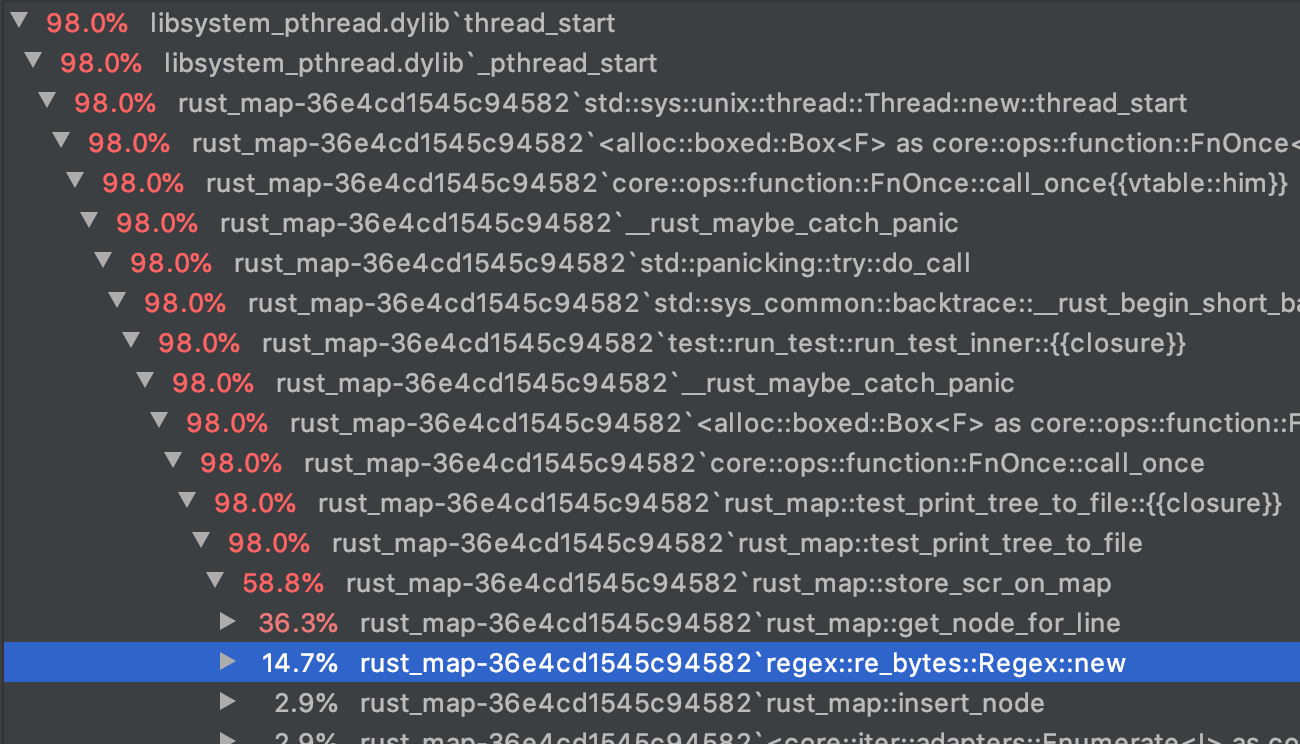 98.0% libsystem_pthread.dylib`thread_start
98.0% libsystem_pthread.dylib`_pthread_start
98.0% rust_map-36e4cd1545c94582`std::sys::unix::thread::Thread::new::thread_start
98.0% rust_map-36e4cd1545c94582`<alloc::boxed::Box<F> as core::ops::function::FnOnce<
98.0% rust_map-36e4cd1545c94582`core::ops::function::FnOnce::call_once{{vtable::him}}
98.0% rust_map-36e4cd1545c94582`__rust_maybe_catch_panic
98.0% rust_map-36e4cd1545c94582`std::panicking::try::do_call
98.0% rust_map-36e4cd1545c94582`std::sys_common::backtrace::__rust_begin_short_ba
98.0% rust_map-36e4cd1545c94582`test::run_test::run_test_inner::{{closure}}
98.0% rust_map-36e4cd1545c94582`__rust_maybe_catch_panic
98.0% rust_map-36e4cd1545c94582`<alloc::boxed::Box<F> as core::ops::function::F
98.0% rust_map-36e4cd1545c94582`core::ops::function::FnOnce::call_once
98.0% rust_map-36e4cd1545c94582`rust_map::test_print_tree_to_file::{{closure}}
98.0% rust_map-36e4cd1545c94582`rust_map::test_print_tree_to_file
58.8% rust_map-36e4cd1545c94582`rust_map::store_scr_on_map
36.3% rust_map-36e4cd1545c94582`rust_map::get_node_for_line
14.7% rust_map-36e4cd1545c94582`regex::re_bytes::Regex::new
2.9% rust_map-36e4cd1545c94582`rust_map::insert_node
2.9% rust_map-36e4cd1545c94582`<core::iter::adapters::Enumerate<I> as co